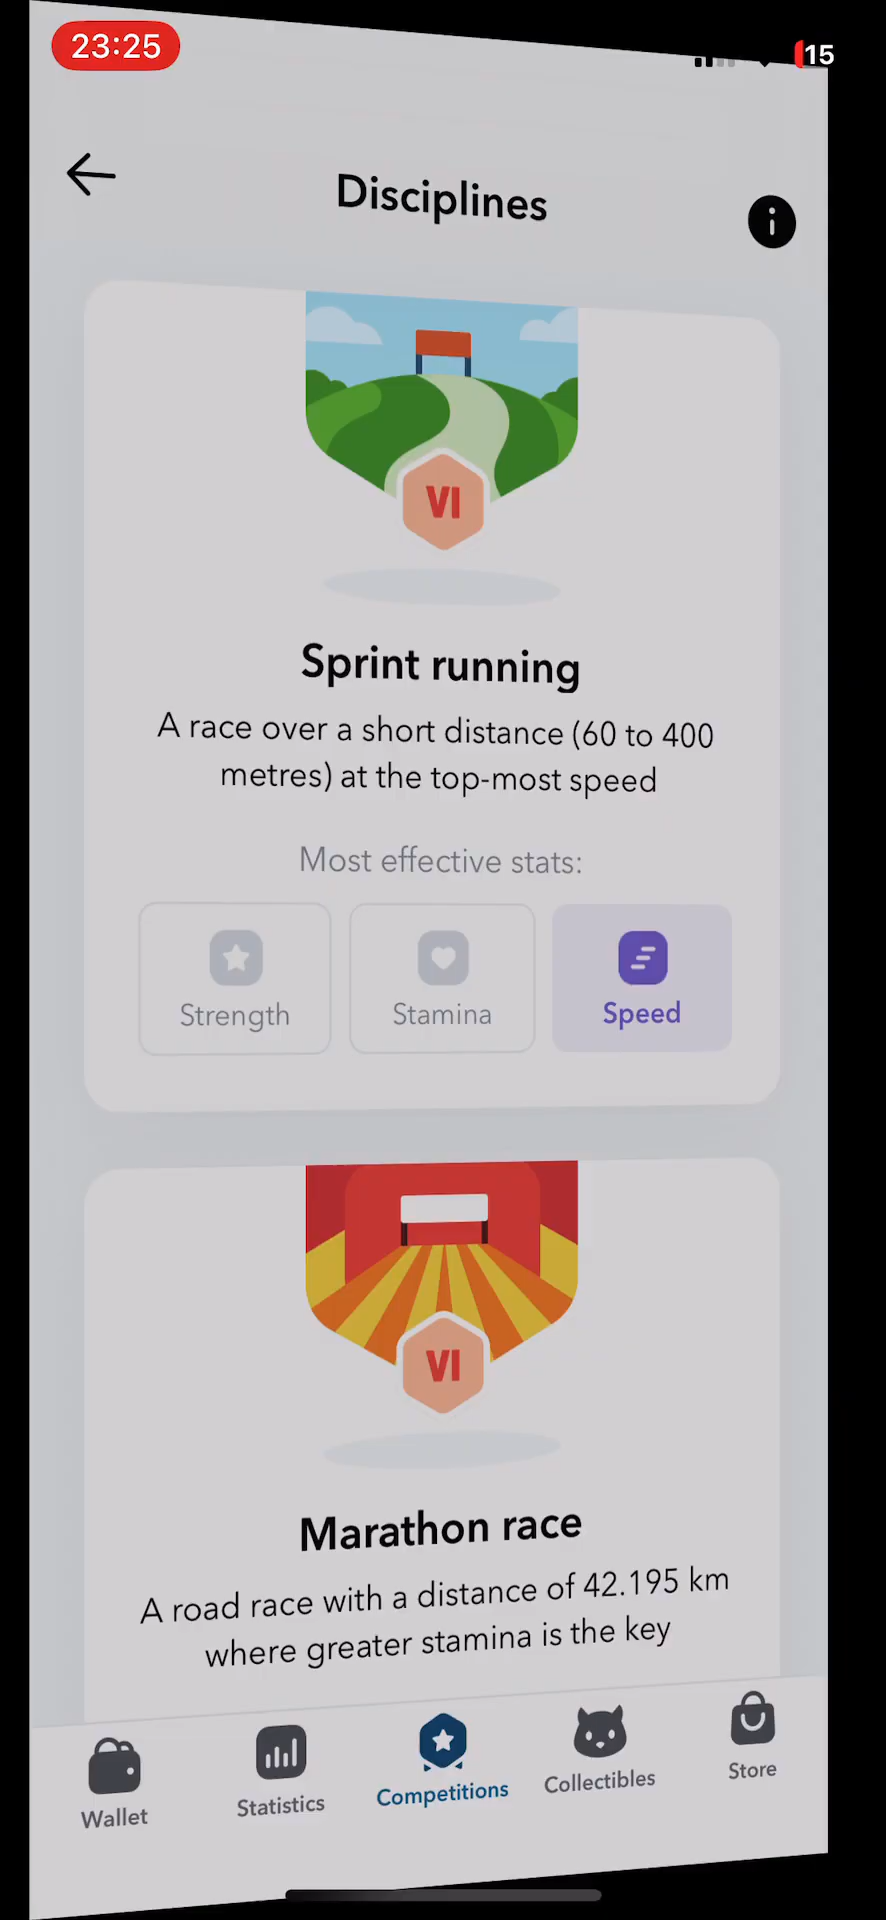 23:25
15
Disciplines
VI
Sprint running
A race over a short distance (60 to 400
metres) at the top-most speed
Most effective stats:
Strength
Stamina
Speed
VI
Marathon race
A road race with a distance of 42.195 km
where greater stamina is the key
Wallet
Statistics
Competitions
Collectibles
Store